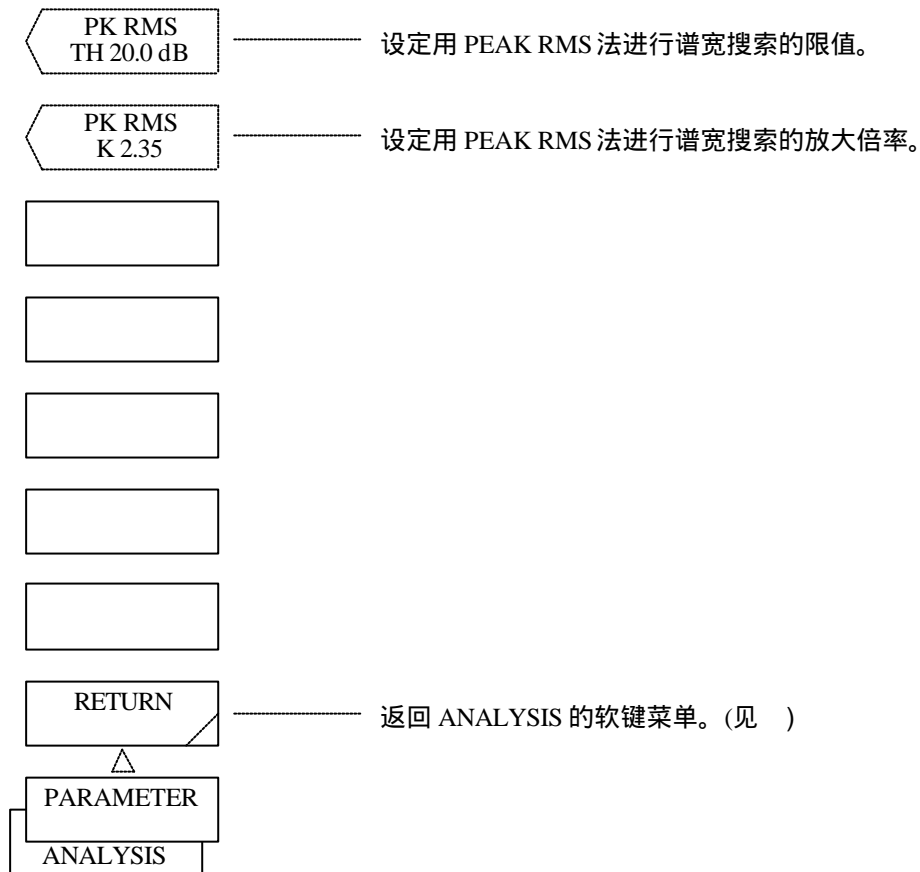 PK RMS
TH 20.0 dB
设定用 PEAK RMS 法进行谱宽搜索的限值。
PK RMS
K 2.35
设定用 PEAK RMS 法进行谱宽搜索的放大倍率。
RETURN
返回 ANALYSIS 的软键菜单。(见 )
PARAMETER
ANALYSIS